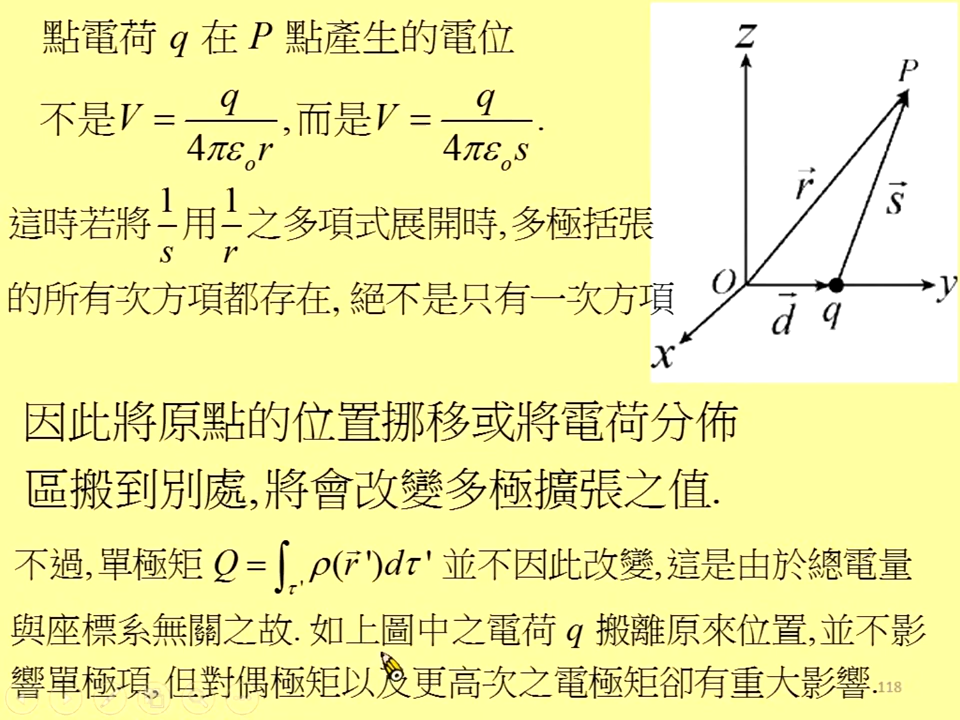 點電荷 q 在 P 點產生的電位
不是V = q/4πε₀r , 而是V = q/4πε₀s .
這時若將 1/s 用 1/r 之多項式展開時, 多極括張
的所有次方項都存在, 絕不是只有一次方項
z
P
r⃗
s⃗
O
y
d⃗
q
x
因此將原點的位置挪移或將電荷分佈
區搬到別處, 將會改變多極擴張之值.
不過, 單極矩 Q = ∫τ' ρ(r⃗ ')dτ ' 並不因此改變, 這是由於總電量
與座標系無關之故. 如上圖中之電荷 q 搬離原來位置, 並不影
響單極項, 但對偶極矩以及更高次之電極矩卻有重大影響.
118